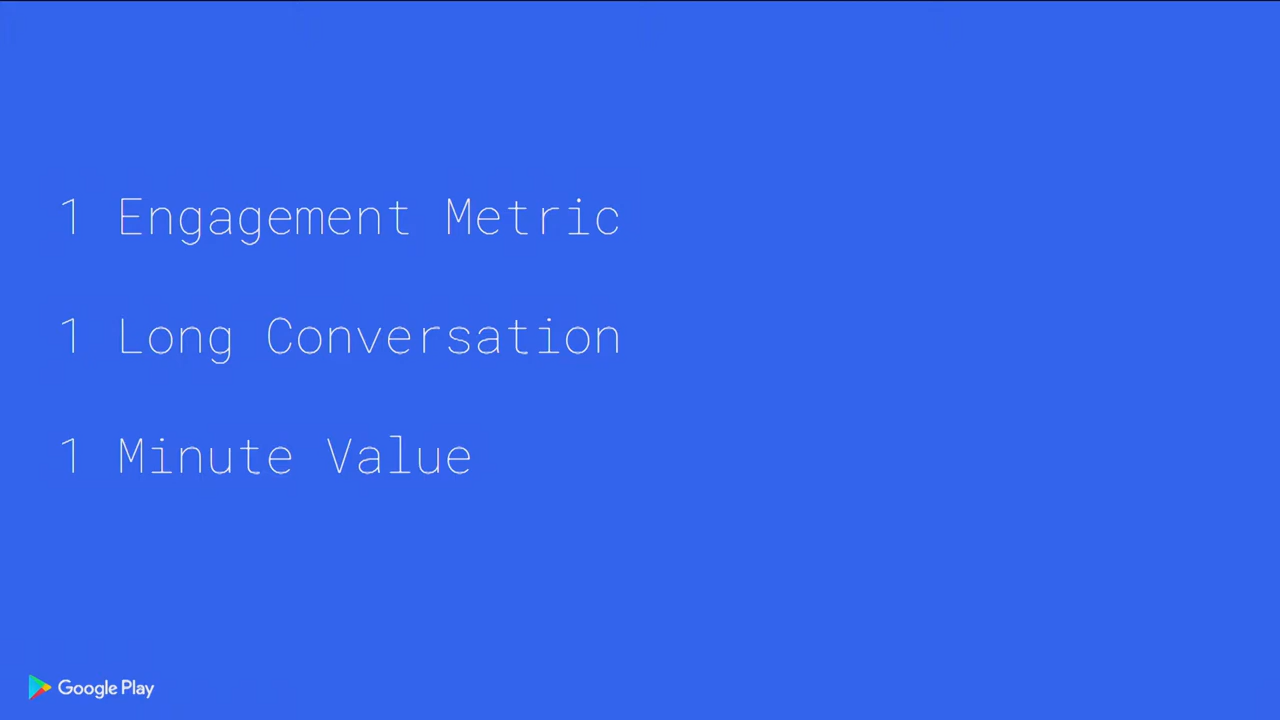 1 Engagement Metric
1 Long Conversation
1 Minute Value
Google Play